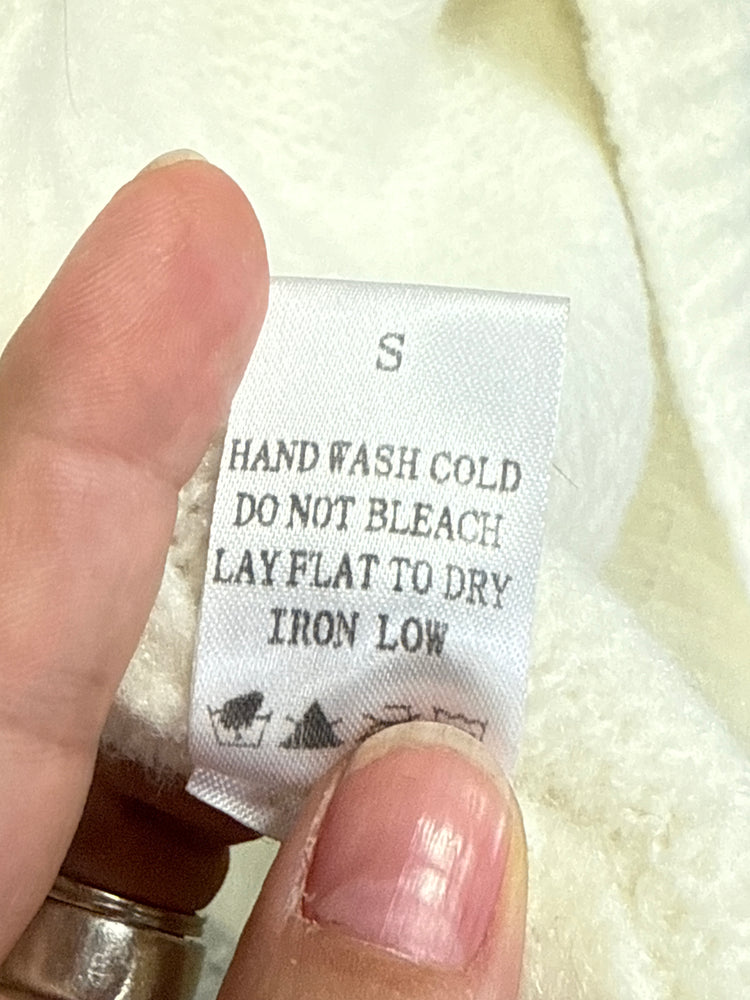 S
HAND WASH COLD
DO NOT BLEACH
LAY FLAT TO DRY
IRON LOW